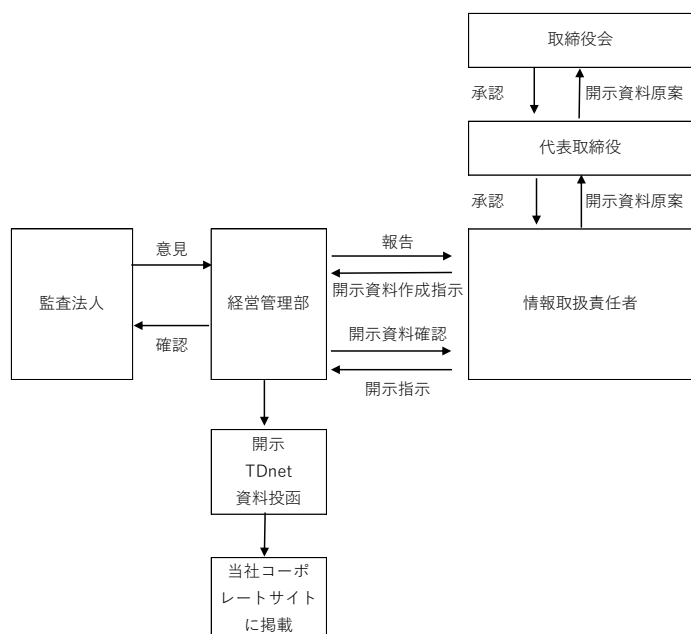 取締役会
承認
開示資料原案
代表取締役
承認
開示資料原案
監査法人
意見
確認
経営管理部
報告
開示資料作成指示
開示資料確認
開示指示
情報取扱責任者
開示
TDnet
資料投函
当社コーポ
レートサイト
に掲載